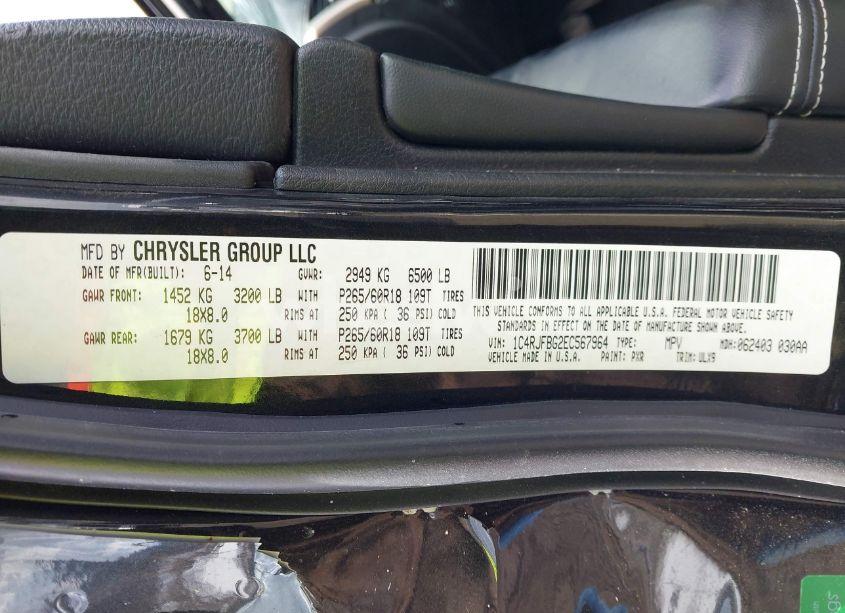 MFD BY CHRYSLER GROUP LLC
DATE OF MFR(BUILT): 6-14 GVWR: 2949 KG 6500 LB
GAWR FRONT: 1452 KG 3200 LB WITH P265/60R18 109T TIRES
18X8.0 RIMS AT 250 KPA ( 36 PSI) COLD
GAWR REAR: 1679 KG 3700 LB WITH P265/60R18 109T TIRES
18X8.0 RIMS AT 250 KPA ( 36 PSI) COLD
THIS VEHICLE CONFORMS TO ALL APPLICABLE U.S.A. FEDERAL MOTOR VEHICLE SAFETY
STANDARDS IN EFFECT ON THE DATE OF MANUFACTURE SHOWN ABOVE.
VIN: 1C4RJFBG2EC567964 TYPE: MPV MDH: 062403 030AA
VEHICLE MADE IN U.S.A. PAINT: PXR TRIM: ULX9